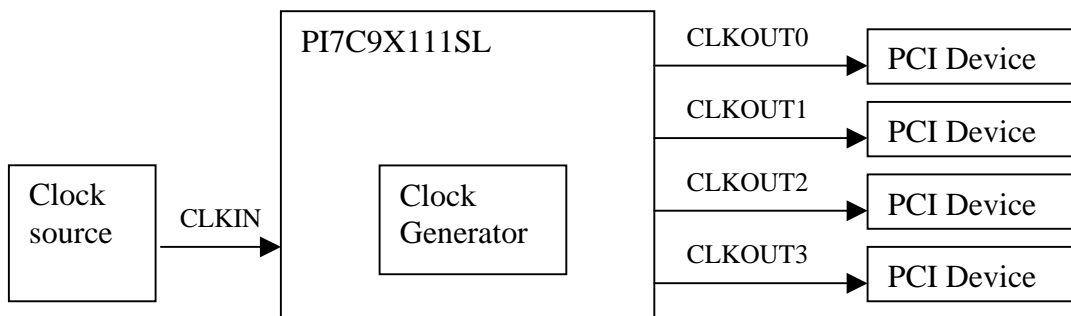 PI7C9X111SL
CLKOUT0
PCI Device
CLKOUT1
PCI Device
Clock
source
CLKIN
Clock
Generator
CLKOUT2
PCI Device
CLKOUT3
PCI Device